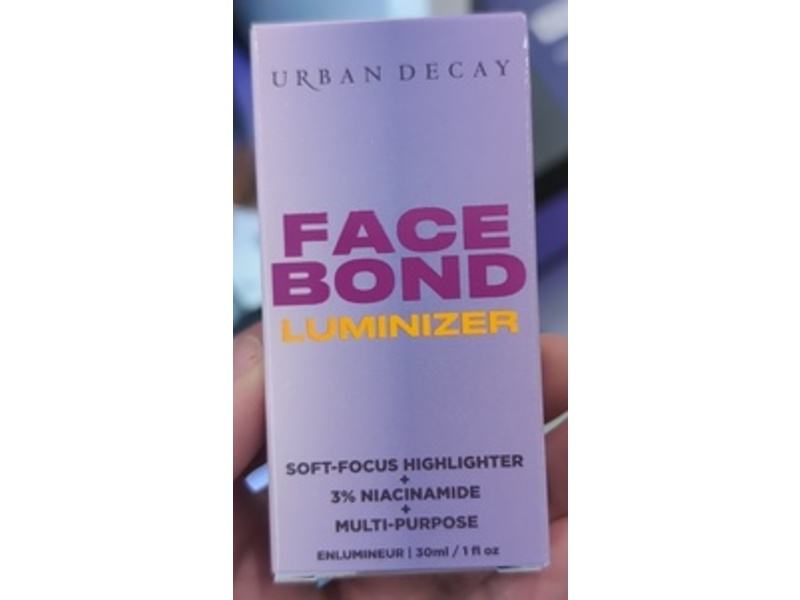 URBAN DECAY
FACE
BOND
LUMINIZER
SOFT-FOCUS HIGHLIGHTER
+
3% NIACINAMIDE
+
MULTI-PURPOSE
ENLUMINEUR | 30ml / 1 fl oz